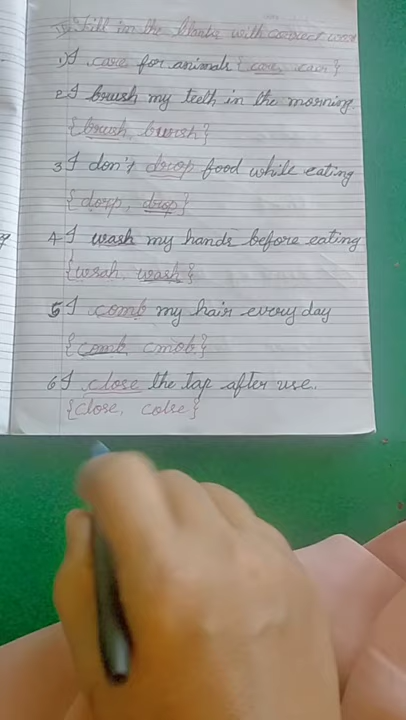 Fill in the blanks with correct word
1) I care for animals { care, caer }
2 I brush my teeth in the morning.
{ brush, bursh }
3 I don't drop food while eating
{ dorp, drop }
4 I wash my hands before eating
{ wsah, wash }
5 I comb my hair every day
{ comb, cmob }
6 I close the tap after use.
{ close, colse }